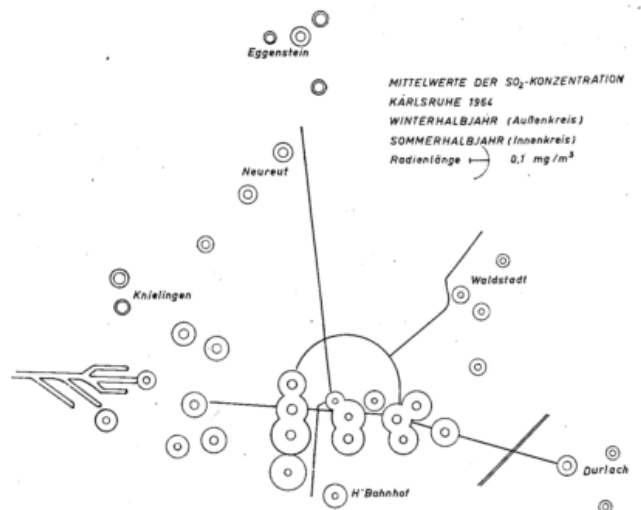 Eggenstein
MITTELWERTE DER SO₂-KONZENTRATION
KARLSRUHE 1964
WINTERHALBJAHR (Außenkreis)
SOMMERHALBJAHR (Innenkreis)
Radienlänge 0,1 mg/m³
Neureut
Waldstadt
Knielingen
Durlach
H'Bahnhof